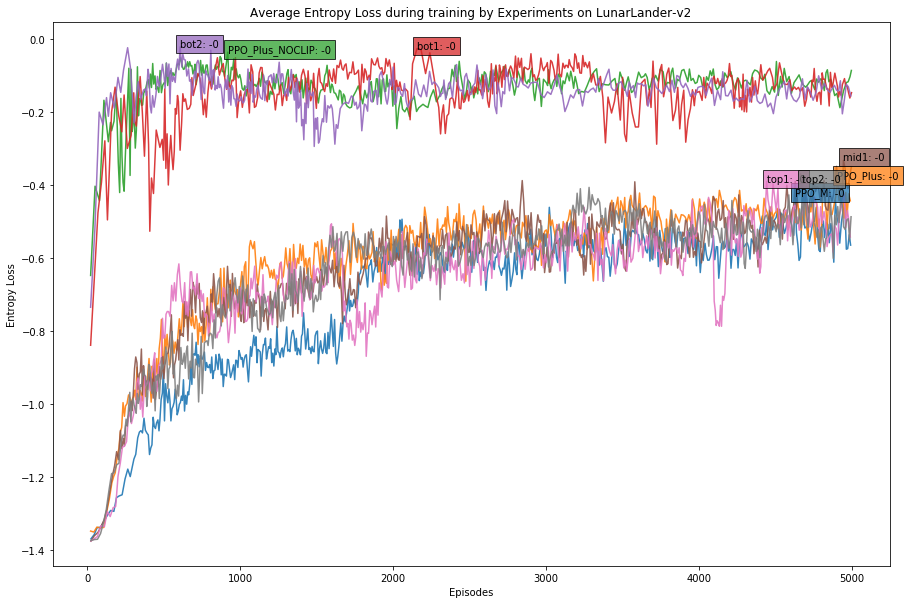 Average Entropy Loss during training by Experiments on LunarLander-v2
0.0
−0.2
−0.4
−0.6
−0.8
−1.0
−1.2
−1.4
Entropy Loss
bot2: -0
PPO_Plus_NOCLIP: -0
bot1: -0
mid1: -0
PPO_Plus: -0
top1: -
top2: -0
PPO_M: -0
0
1000
2000
3000
4000
5000
Episodes